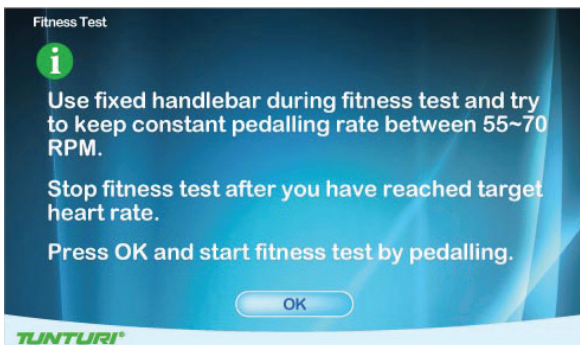 Fitness Test
i
Use fixed handlebar during fitness test and try
to keep constant pedalling rate between 55~70
RPM.
Stop fitness test after you have reached target
heart rate.
Press OK and start fitness test by pedalling.
OK
TUNTURI®